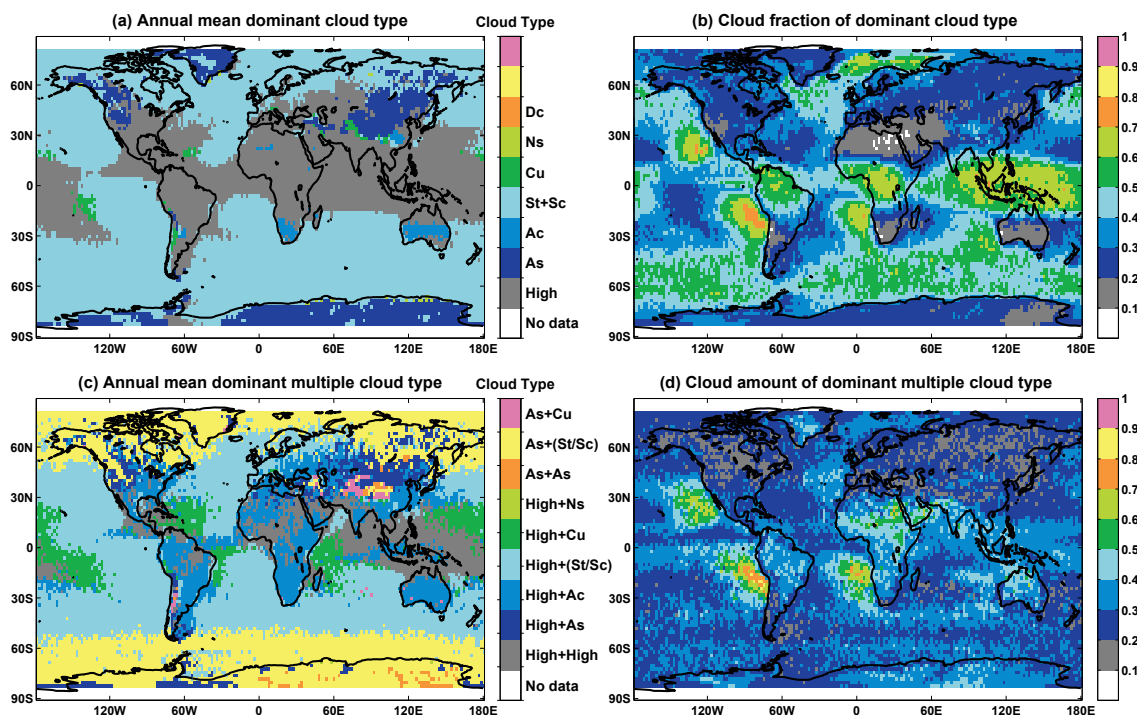 (a) Annual mean dominant cloud type
Cloud Type
60N
30N
0
30S
60S
90S
120W
60W
0
60E
120E
180E
Dc
Ns
Cu
St+Sc
Ac
As
High
No data
(b) Cloud fraction of dominant cloud type
60N
30N
0
30S
60S
90S
120W
60W
0
60E
120E
180E
1
0.9
0.8
0.7
0.6
0.5
0.4
0.3
0.2
0.1
(c) Annual mean dominant multiple cloud type
Cloud Type
60N
30N
0
30S
60S
90S
120W
60W
0
60E
120E
180E
As+Cu
As+(St/Sc)
As+As
High+Ns
High+Cu
High+(St/Sc)
High+Ac
High+As
High+High
No data
(d) Cloud amount of dominant multiple cloud type
60N
30N
0
30S
60S
90S
120W
60W
0
60E
120E
180E
1
0.9
0.8
0.7
0.6
0.5
0.4
0.3
0.2
0.1